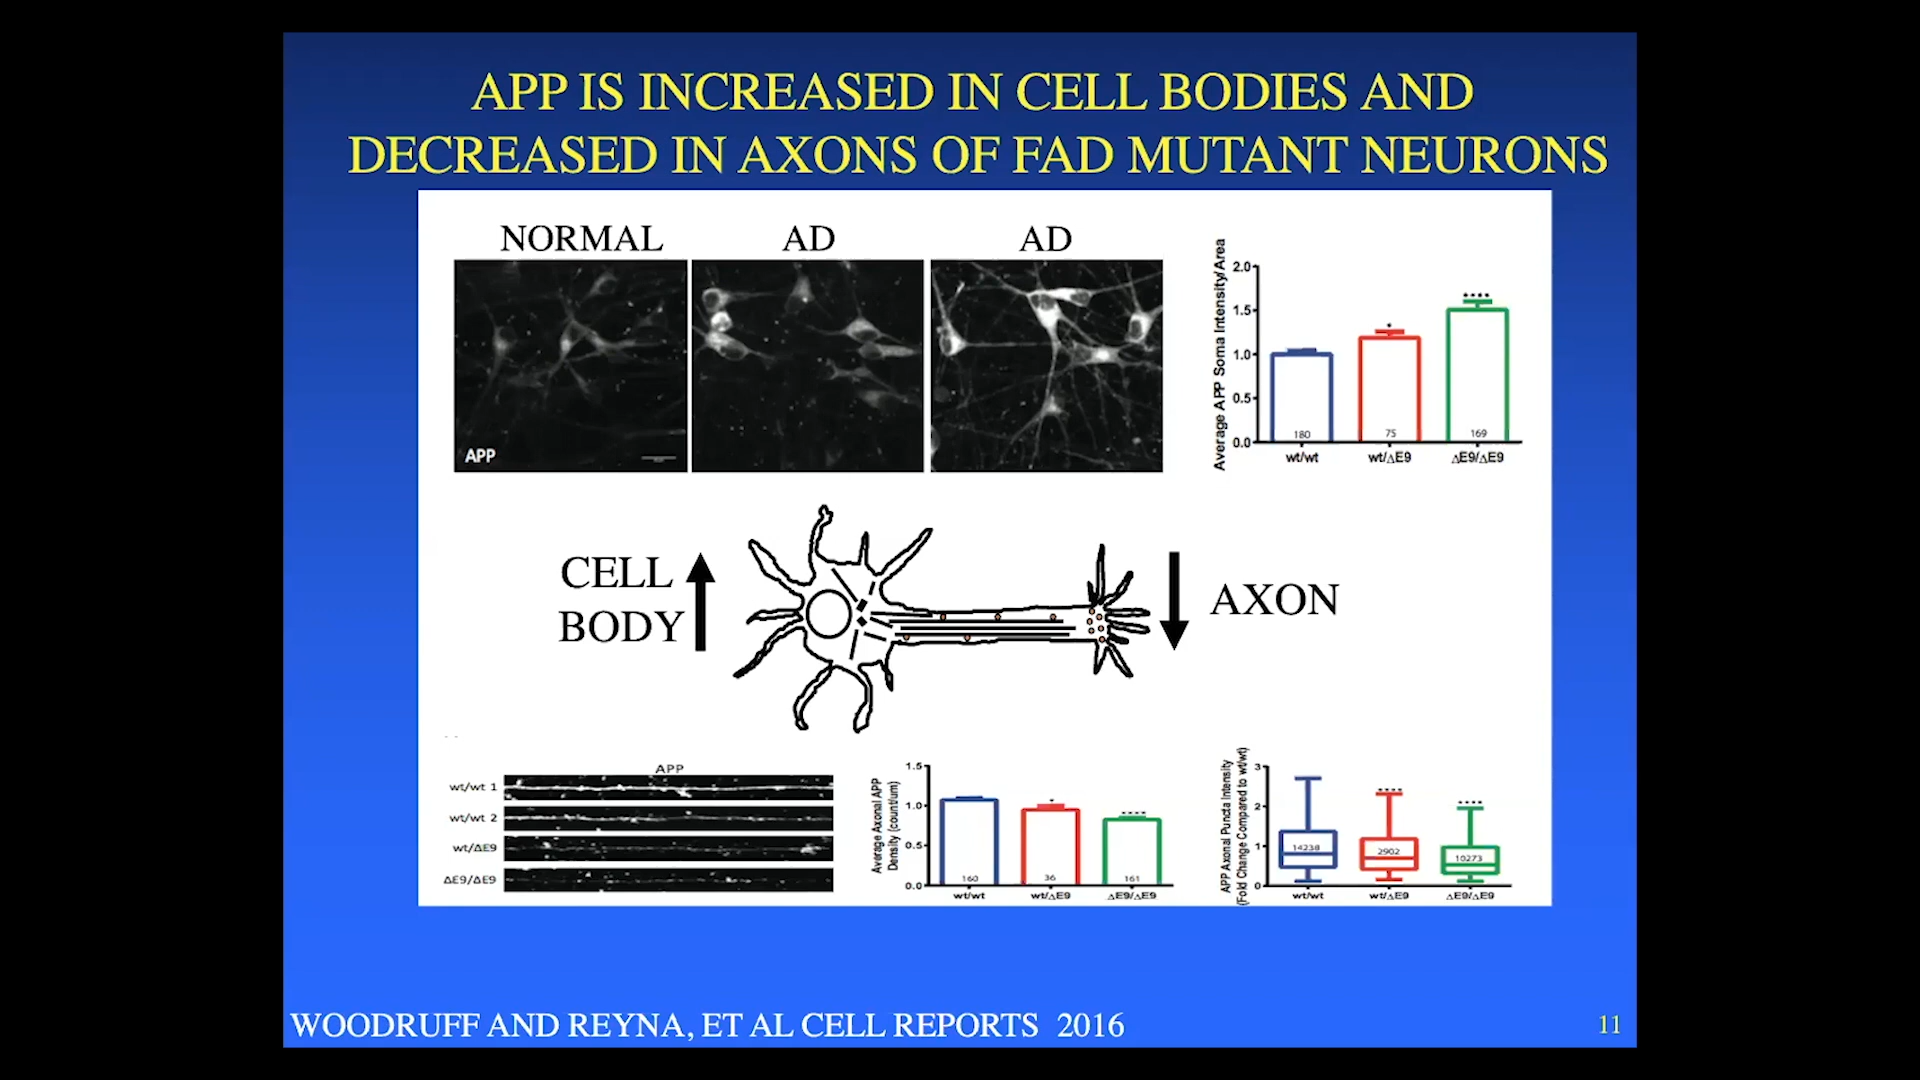 APP IS INCREASED IN CELL BODIES AND
DECREASED IN AXONS OF FAD MUTANT NEURONS
NORMAL
AD
AD
APP
Average APP Soma Intensity/Area
2.0
1.5
1.0
0.5
0.0
*
****
180
75
169
wt/wt
wt/ΔE9
ΔE9/ΔE9
CELL
BODY
AXON
APP
wt/wt 1
wt/wt 2
wt/ΔE9
ΔE9/ΔE9
Average Axonal APP
Density (count/um)
1.5
1.0
0.5
0.0
*
****
160
36
161
wt/wt
wt/ΔE9
ΔE9/ΔE9
APP Axonal Puncta Intensity
(Fold Change Compared to wt/wt)
3
2
1
0
****
****
14238
2902
10273
wt/wt
wt/ΔE9
ΔE9/ΔE9
WOODRUFF AND REYNA, ET AL CELL REPORTS 2016
11